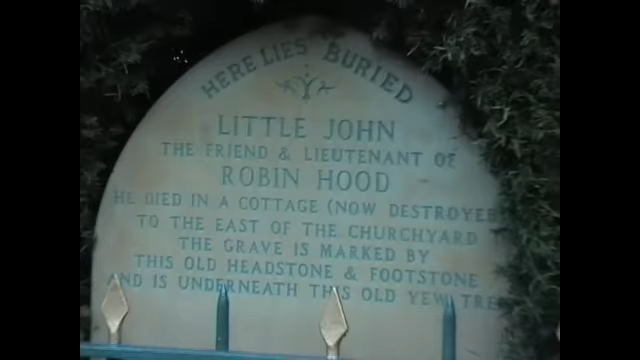 HERE LIES BURIED
LITTLE JOHN
THE FRIEND & LIEUTENANT OF
ROBIN HOOD
HE DIED IN A COTTAGE (NOW DESTROYED
TO THE EAST OF THE CHURCHYARD
THE GRAVE IS MARKED BY
THIS OLD HEADSTONE & FOOTSTONE
AND IS UNDERNEATH THIS OLD YEW TRE